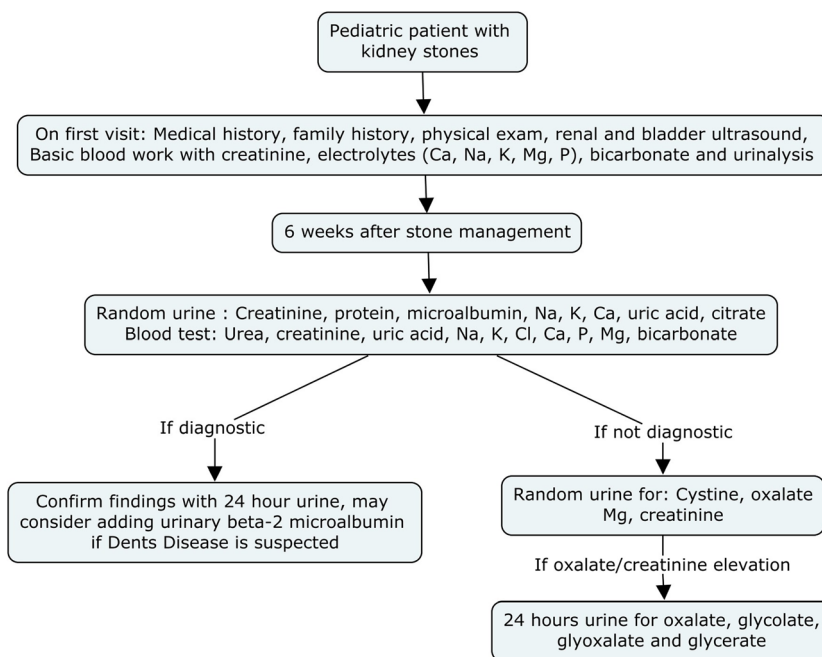 Pediatric patient with
kidney stones
On first visit: Medical history, family history, physical exam, renal and bladder ultrasound,
Basic blood work with creatinine, electrolytes (Ca, Na, K, Mg, P), bicarbonate and urinalysis
6 weeks after stone management
Random urine : Creatinine, protein, microalbumin, Na, K, Ca, uric acid, citrate
Blood test: Urea, creatinine, uric acid, Na, K, Cl, Ca, P, Mg, bicarbonate
If diagnostic
If not diagnostic
Confirm findings with 24 hour urine, may
consider adding urinary beta-2 microalbumin
if Dents Disease is suspected
Random urine for: Cystine, oxalate
Mg, creatinine
If oxalate/creatinine elevation
24 hours urine for oxalate, glycolate,
glyoxalate and glycerate